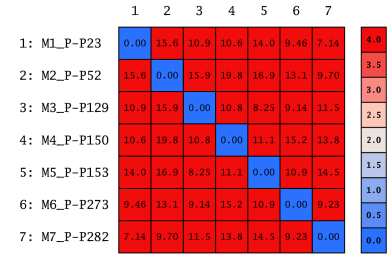 1 2 3 4 5 6 7
1: M1_P-P23 0.00 15.6 10.9 10.6 14.0 9.46 7.14
2: M2_P-P52 15.6 0.00 15.9 19.8 16.9 13.1 9.70
3: M3_P-P129 10.9 15.9 0.00 10.8 8.25 9.14 11.5
4: M4_P-P150 10.6 19.8 10.8 0.00 11.1 15.2 13.8
5: M5_P-P153 14.0 16.9 8.25 11.1 0.00 10.9 14.5
6: M6_P-P273 9.46 13.1 9.14 15.2 10.9 0.00 9.23
7: M7_P-P282 7.14 9.70 11.5 13.8 14.5 9.23 0.00
4.0
3.5
3.0
2.5
2.0
1.5
1.0
0.5
0.0